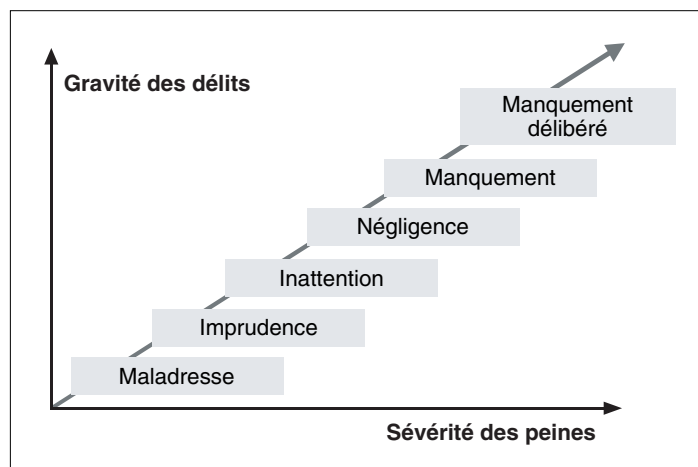 Gravité des délits
Manquement
délibéré
Manquement
Négligence
Inattention
Imprudence
Maladresse
Sévérité des peines